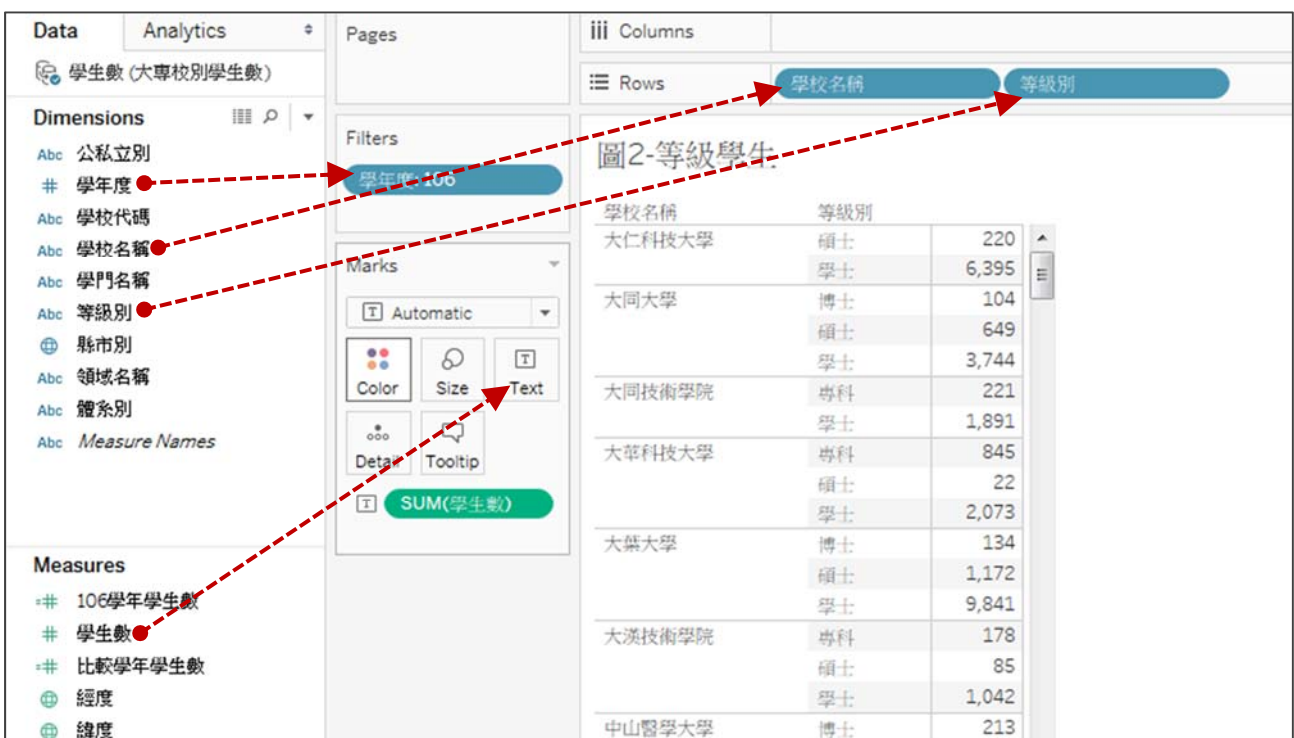 Data
Analytics
學生數 (大專校別學生數)
Dimensions
Abc 公私立別
# 學年度
Abc 學校代碼
Abc 學校名稱
Abc 學門名稱
Abc 等級別
縣市別
Abc 領域名稱
Abc 體系別
Abc Measure Names
Measures
=# 106學年學生數
# 學生數
=# 比較學年學生數
經度
緯度
Pages
Filters
學年度: 106
Marks
T Automatic
Color Size T Text
Detail Tooltip
T SUM(學生數)
iii Columns
Rows 學校名稱 等級別
圖2-等級學生
學校名稱 等級別
大仁科技大學 碩士 220
學士 6,395
大同大學 博士 104
碩士 649
學士 3,744
大同技術學院 專科 221
學士 1,891
大華科技大學 專科 845
碩士 22
學士 2,073
大葉大學 博士 134
碩士 1,172
學士 9,841
大漢技術學院 專科 178
碩士 85
學士 1,042
中山醫學大學 博士 213